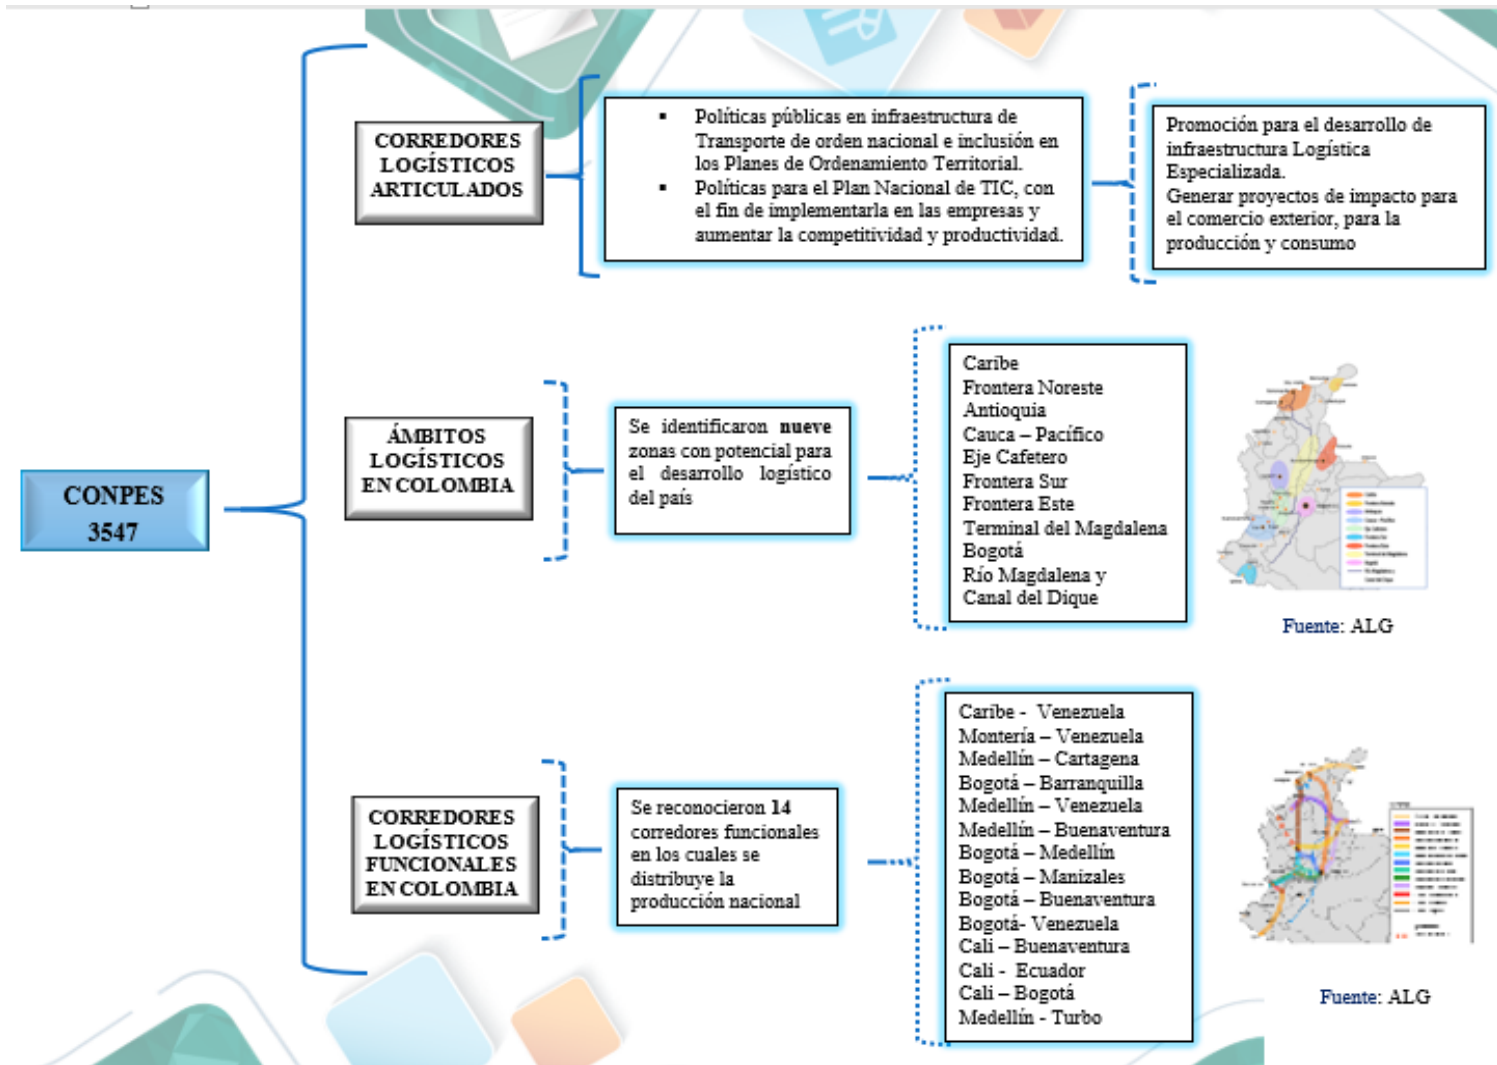 CONPES
3547
CORREDORES
LOGÍSTICOS
ARTICULADOS
▪ Políticas públicas en infraestructura de
Transporte de orden nacional e inclusión en
los Planes de Ordenamiento Territorial.
▪ Políticas para el Plan Nacional de TIC, con
el fin de implementarla en las empresas y
aumentar la competitividad y productividad.
Promoción para el desarrollo de
infraestructura Logística
Especializada.
Generar proyectos de impacto para
el comercio exterior, para la
producción y consumo
ÁMBITOS
LOGÍSTICOS
EN COLOMBIA
Se identificaron nueve
zonas con potencial para
el desarrollo logístico
del país
Caribe
Frontera Noreste
Antioquia
Cauca – Pacífico
Eje Cafetero
Frontera Sur
Frontera Este
Terminal del Magdalena
Bogotá
Río Magdalena y
Canal del Dique
Fuente: ALG
CORREDORES
LOGÍSTICOS
FUNCIONALES
EN COLOMBIA
Se reconocieron 14
corredores funcionales
en los cuales se
distribuye la
producción nacional
Caribe - Venezuela
Montería – Venezuela
Medellín – Cartagena
Bogotá – Barranquilla
Medellín – Venezuela
Medellín – Buenaventura
Bogotá – Medellín
Bogotá – Manizales
Bogotá – Buenaventura
Bogotá- Venezuela
Cali – Buenaventura
Cali - Ecuador
Cali – Bogotá
Medellín - Turbo
Fuente: ALG